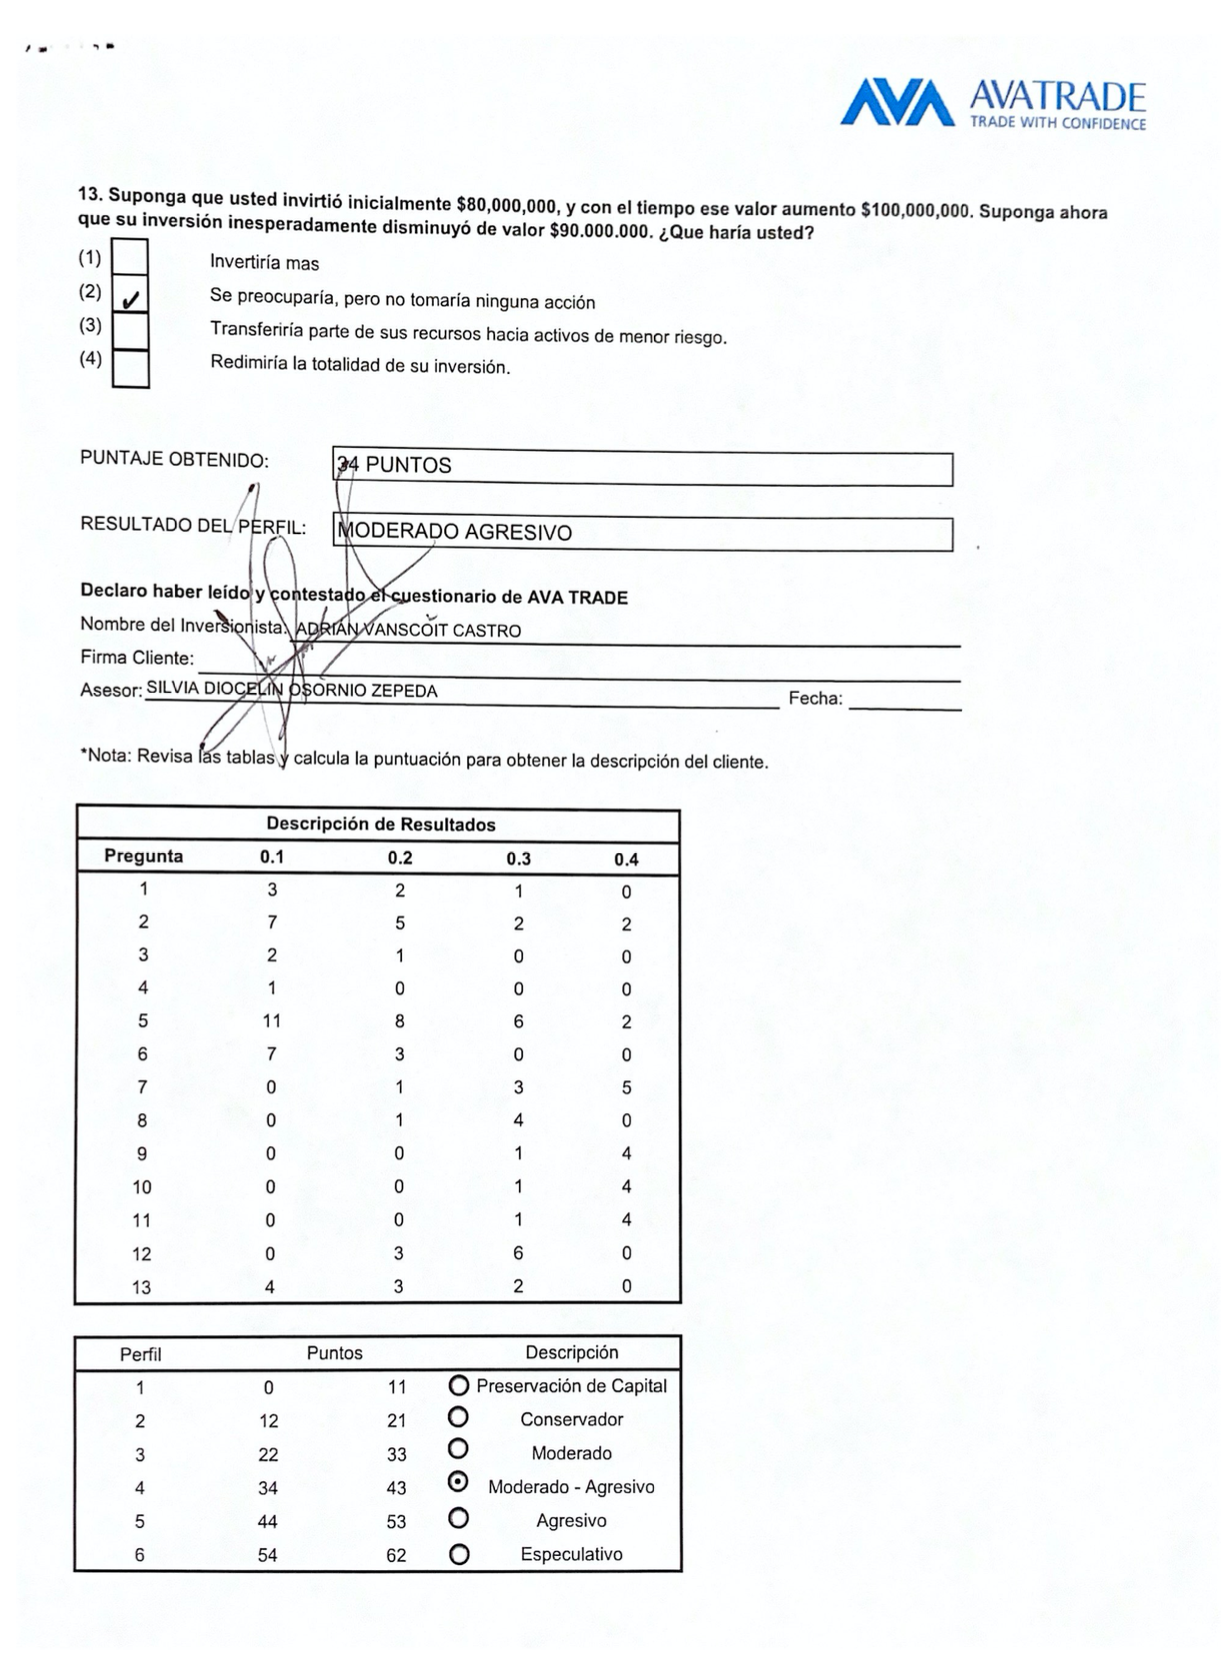 AVATRADE
TRADE WITH CONFIDENCE
13. Suponga que usted invirtió inicialmente $80,000,000, y con el tiempo ese valor aumento $100,000,000. Suponga ahora
que su inversión inesperadamente disminuyó de valor $90.000.000. ¿Que haría usted?
(1) Invertiría mas
(2) ✓ Se preocuparía, pero no tomaría ninguna acción
(3) Transferiría parte de sus recursos hacia activos de menor riesgo.
(4) Redimiría la totalidad de su inversión.
PUNTAJE OBTENIDO: 34 PUNTOS
RESULTADO DEL PERFIL: MODERADO AGRESIVO
Declaro haber leído y contestado el cuestionario de AVA TRADE
Nombre del Inversionista: ADRIÁN VANSCOIT CASTRO
Firma Cliente:
Asesor: SILVIA DIOCELIN OSORNIO ZEPEDA Fecha:
*Nota: Revisa las tablas y calcula la puntuación para obtener la descripción del cliente.
Descripción de Resultados
Pregunta 0.1 0.2 0.3 0.4
1 3 2 1 0
2 7 5 2 2
3 2 1 0 0
4 1 0 0 0
5 11 8 6 2
6 7 3 0 0
7 0 1 3 5
8 0 1 4 0
9 0 0 1 4
10 0 0 1 4
11 0 0 1 4
12 0 3 6 0
13 4 3 2 0
Perfil Puntos Descripción
1 0 11 Preservación de Capital
2 12 21 Conservador
3 22 33 Moderado
4 34 43 Moderado - Agresivo
5 44 53 Agresivo
6 54 62 Especulativo